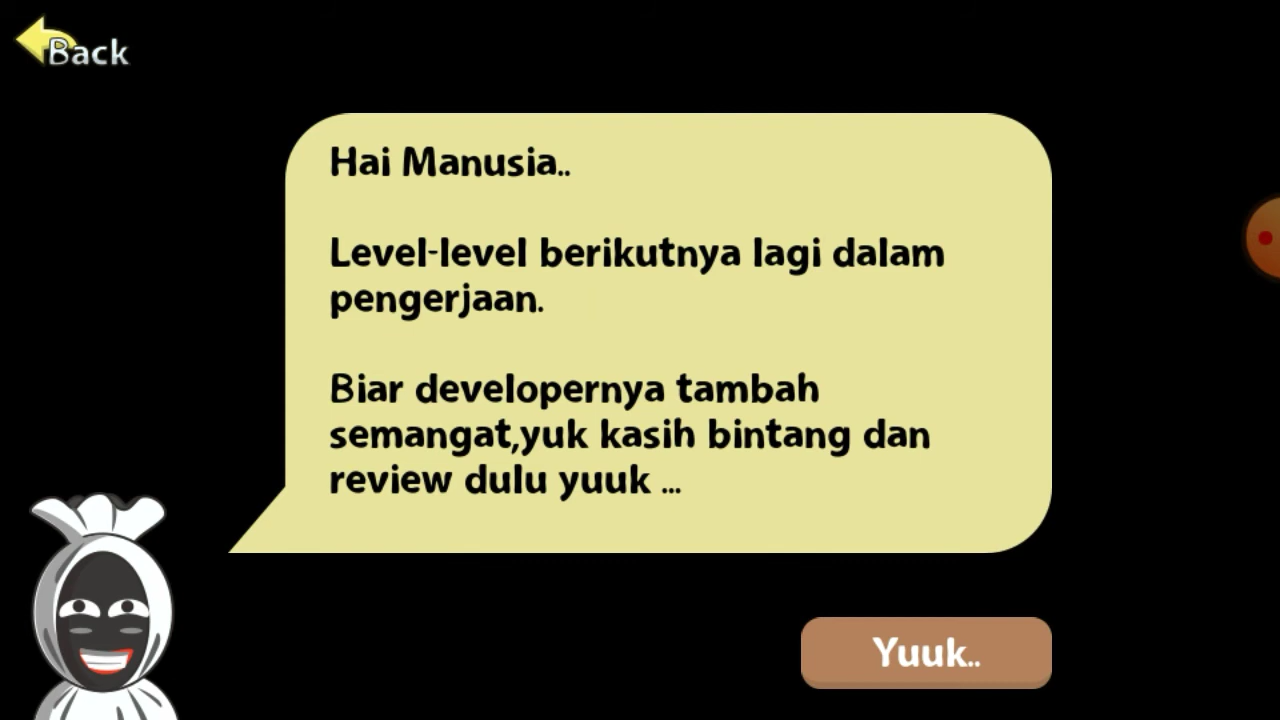 Back
Hai Manusia..
Level-level berikutnya lagi dalam
pengerjaan.
Biar developernya tambah
semangat,yuk kasih bintang dan
review dulu yuuk ...
Yuuk..